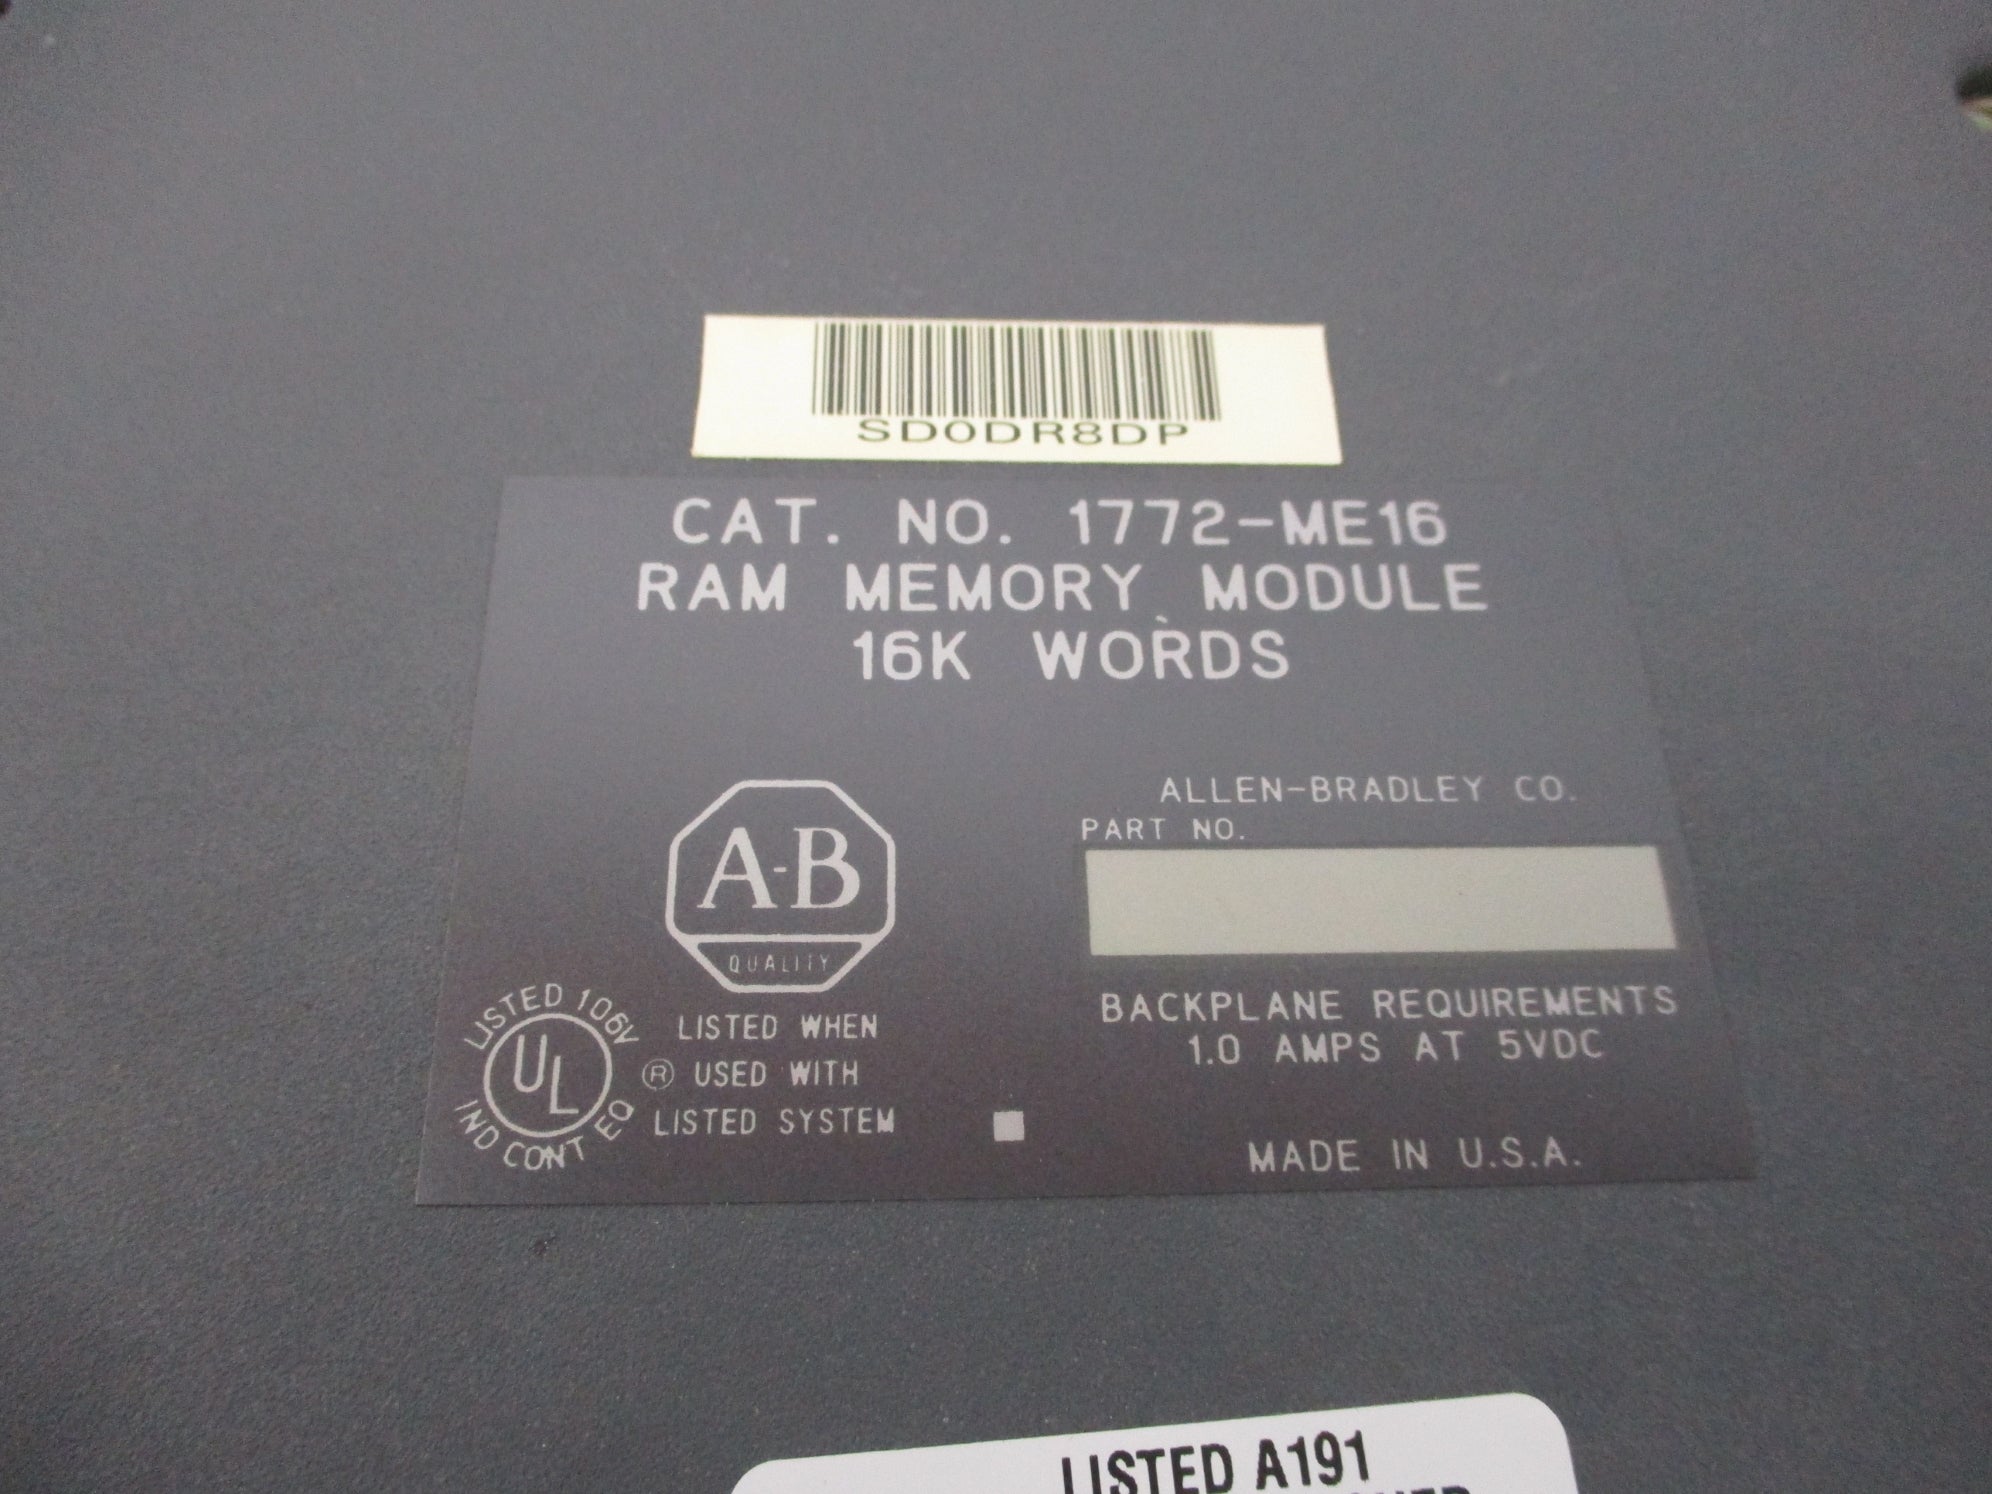 SD0DR8DP
CAT. NO. 1772-ME16
RAM MEMORY MODULE
16K WORDS
ALLEN-BRADLEY CO.
PART NO.
A-B
QUALITY
BACKPLANE REQUIREMENTS
1.0 AMPS AT 5VDC
LISTED 106V
UL
IND CONT EQ
®
LISTED WHEN
USED WITH
LISTED SYSTEM
MADE IN U.S.A.
LISTED A191